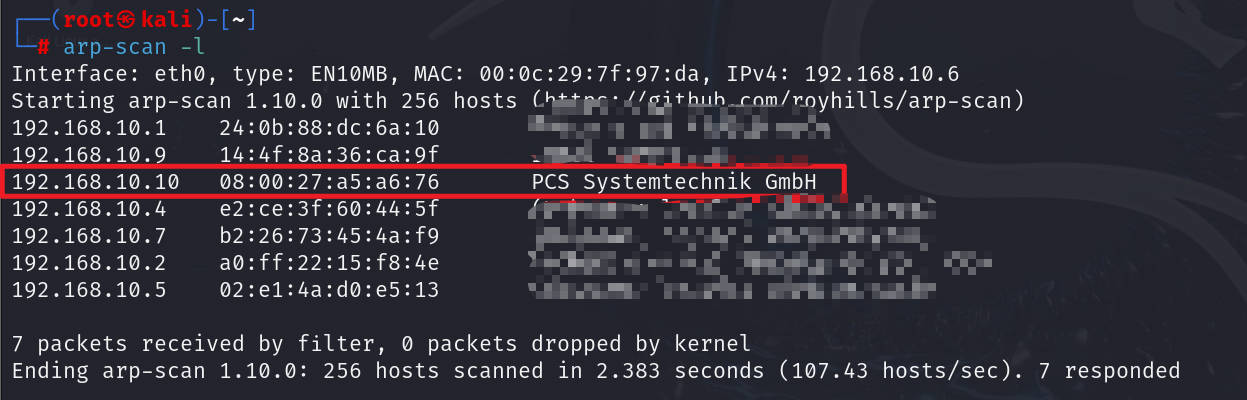 ┌──(root㉿kali)-[~]
└─# arp-scan -l
Interface: eth0, type: EN10MB, MAC: 00:0c:29:7f:97:da, IPv4: 192.168.10.6
Starting arp-scan 1.10.0 with 256 hosts (https://github.com/royhills/arp-scan)
192.168.10.1 24:0b:88:dc:6a:10
192.168.10.9 14:4f:8a:36:ca:9f
192.168.10.10 08:00:27:a5:a6:76 PCS Systemtechnik GmbH
192.168.10.4 e2:ce:3f:60:44:5f
192.168.10.7 b2:26:73:45:4a:f9
192.168.10.2 a0:ff:22:15:f8:4e
192.168.10.5 02:e1:4a:d0:e5:13
7 packets received by filter, 0 packets dropped by kernel
Ending arp-scan 1.10.0: 256 hosts scanned in 2.383 seconds (107.43 hosts/sec). 7 responded